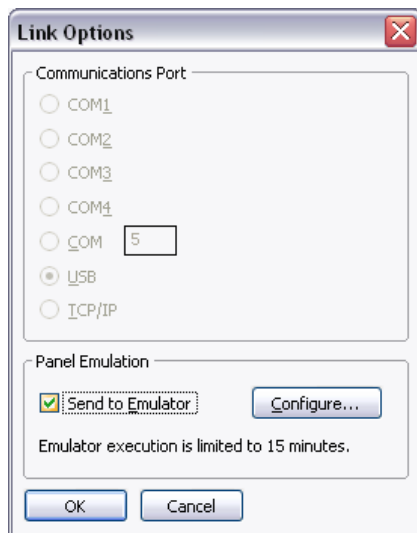 Link Options
Communications Port
COM1
COM2
COM3
COM4
COM 5
USB
TCP/IP
Panel Emulation
Send to Emulator Configure...
Emulator execution is limited to 15 minutes.
OK Cancel